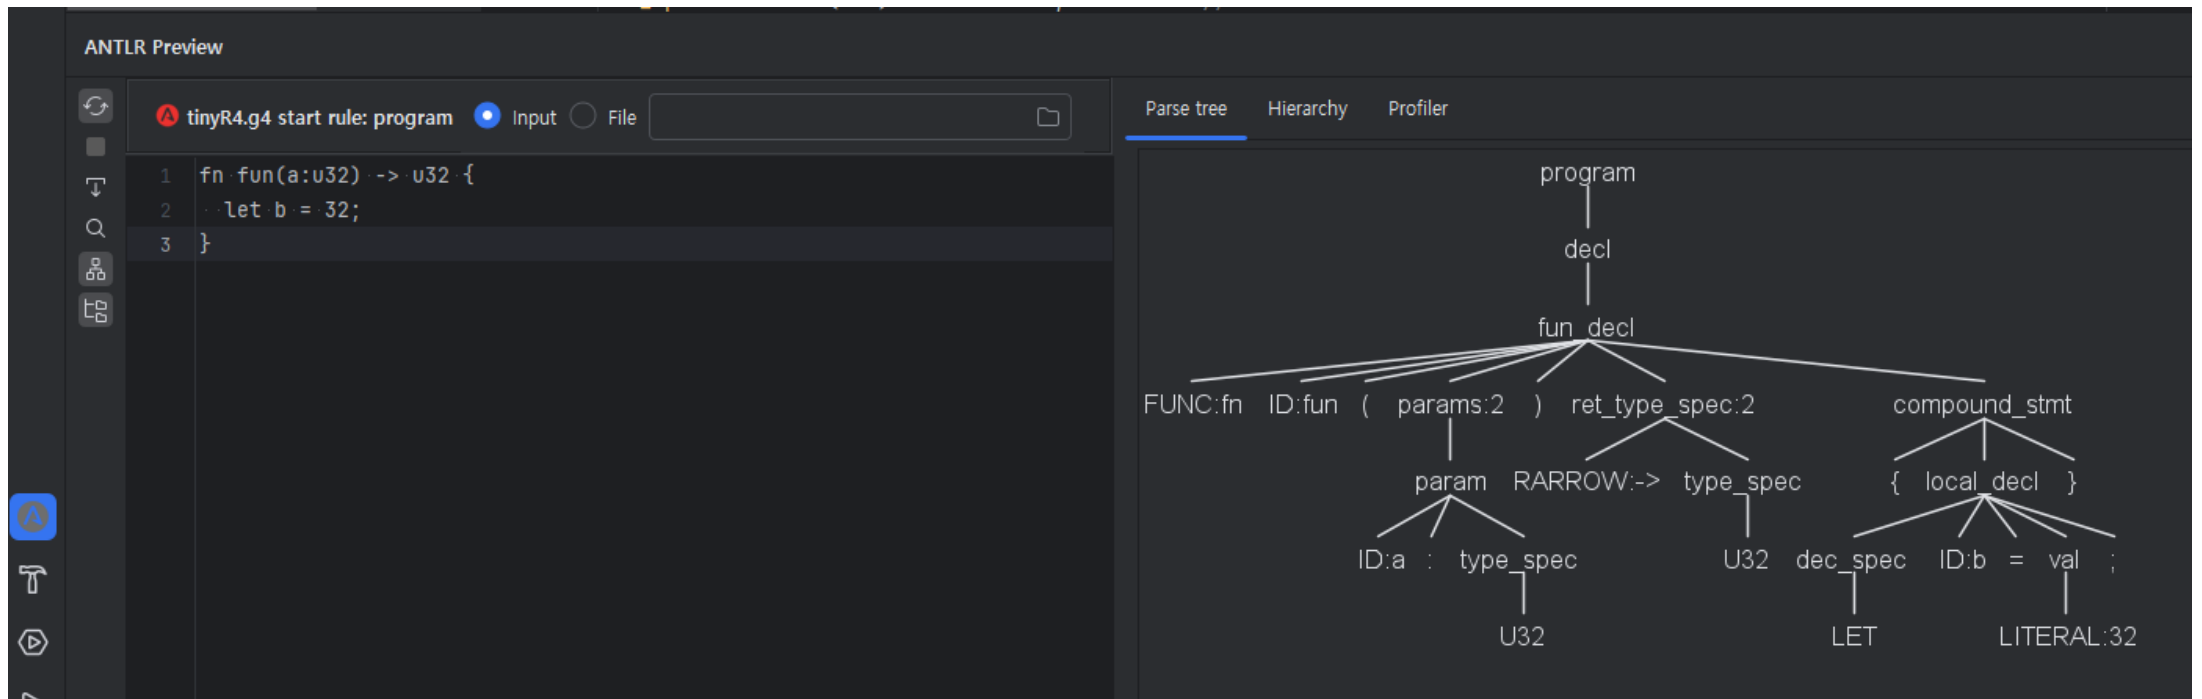 ANTLR Preview
tinyR4.g4 start rule: program Input File
1 fn fun(a:u32) -> u32 {
2 let b = 32;
3 }
Parse tree Hierarchy Profiler
program
decl
fun_decl
FUNC:fn ID:fun ( params:2 ) ret_type_spec:2 compound_stmt
param RARROW:-> type_spec { local_decl }
ID:a : type_spec U32 dec_spec ID:b = val ;
U32 LET LITERAL:32